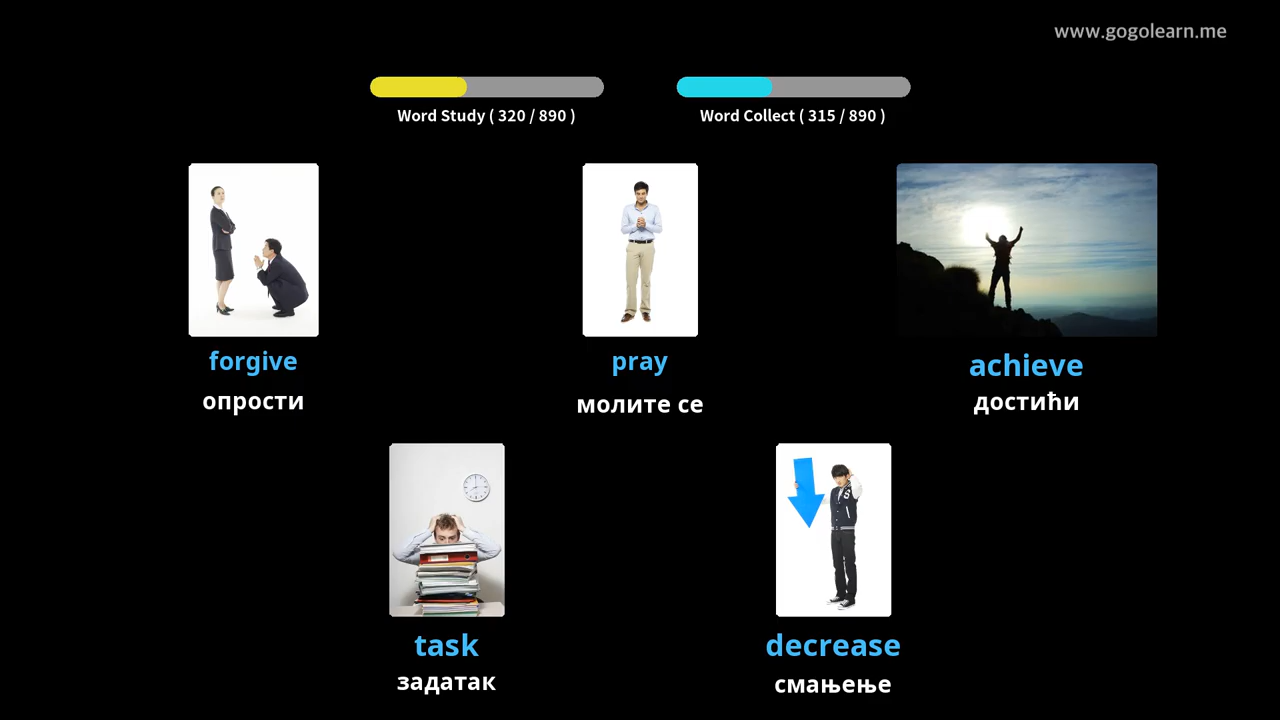 www.gogolearn.me
Word Study ( 320 / 890 )
Word Collect ( 315 / 890 )
forgive
опрости
pray
молите се
achieve
достићи
task
задатак
decrease
смањење